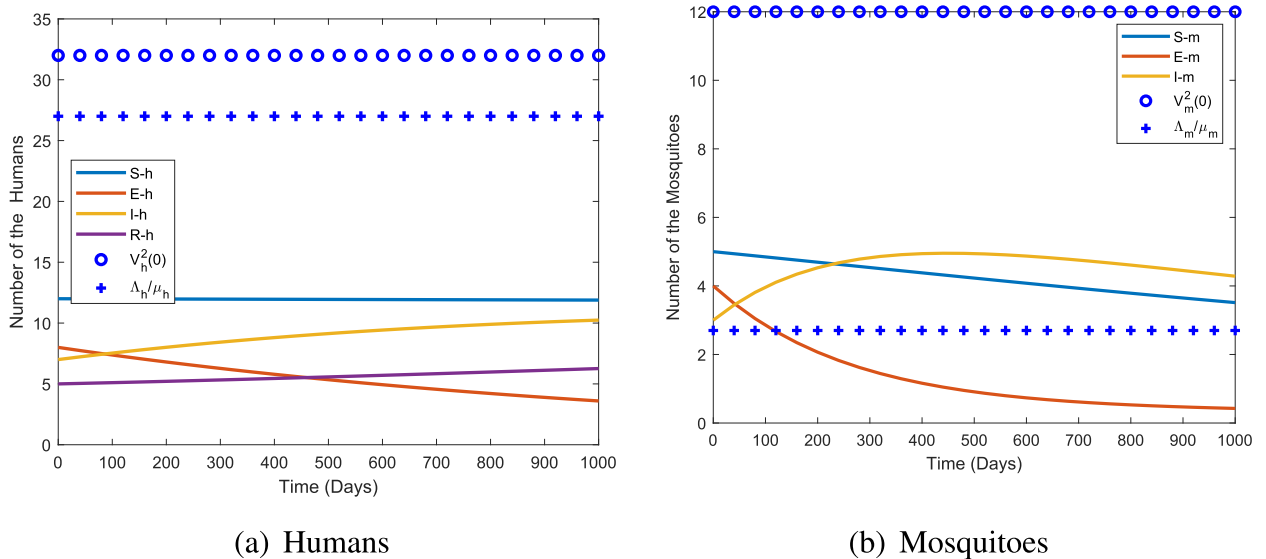 35
30
25
20
15
10
5
0
Number of the Humans
S-h
E-h
I-h
R-h
V_h^2(0)
Λ_h/μ_h
0 100 200 300 400 500 600 700 800 900 1000
Time (Days)
(a) Humans
12
10
8
6
4
2
0
Number of the Mosquitoes
S-m
E-m
I-m
V_m^2(0)
Λ_m/μ_m
0 100 200 300 400 500 600 700 800 900 1000
Time (Days)
(b) Mosquitoes